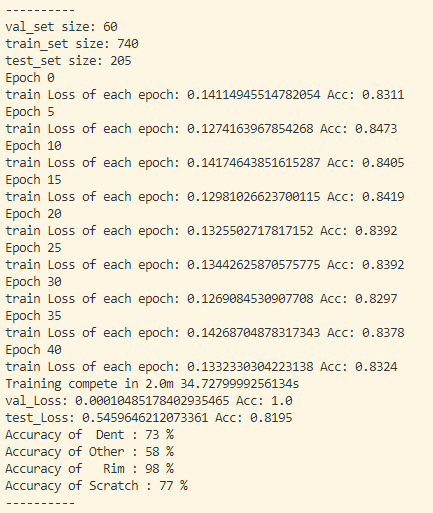 ----------
val_set size: 60
train_set size: 740
test_set size: 205
Epoch 0
train Loss of each epoch: 0.14114945514782054 Acc: 0.8311
Epoch 5
train Loss of each epoch: 0.1274163967854268 Acc: 0.8473
Epoch 10
train Loss of each epoch: 0.14174643851615287 Acc: 0.8405
Epoch 15
train Loss of each epoch: 0.12981026623700115 Acc: 0.8419
Epoch 20
train Loss of each epoch: 0.1325502717817152 Acc: 0.8392
Epoch 25
train Loss of each epoch: 0.13442625870575775 Acc: 0.8392
Epoch 30
train Loss of each epoch: 0.1269084530907708 Acc: 0.8297
Epoch 35
train Loss of each epoch: 0.14268704878317343 Acc: 0.8378
Epoch 40
train Loss of each epoch: 0.1332330304223138 Acc: 0.8324
Training compete in 2.0m 34.72799999256134s
val_Loss: 0.00010485178402935465 Acc: 1.0
test_Loss: 0.5459646212073361 Acc: 0.8195
Accuracy of  Dent : 73 %
Accuracy of Other : 58 %
Accuracy of   Rim : 98 %
Accuracy of Scratch : 77 %
----------